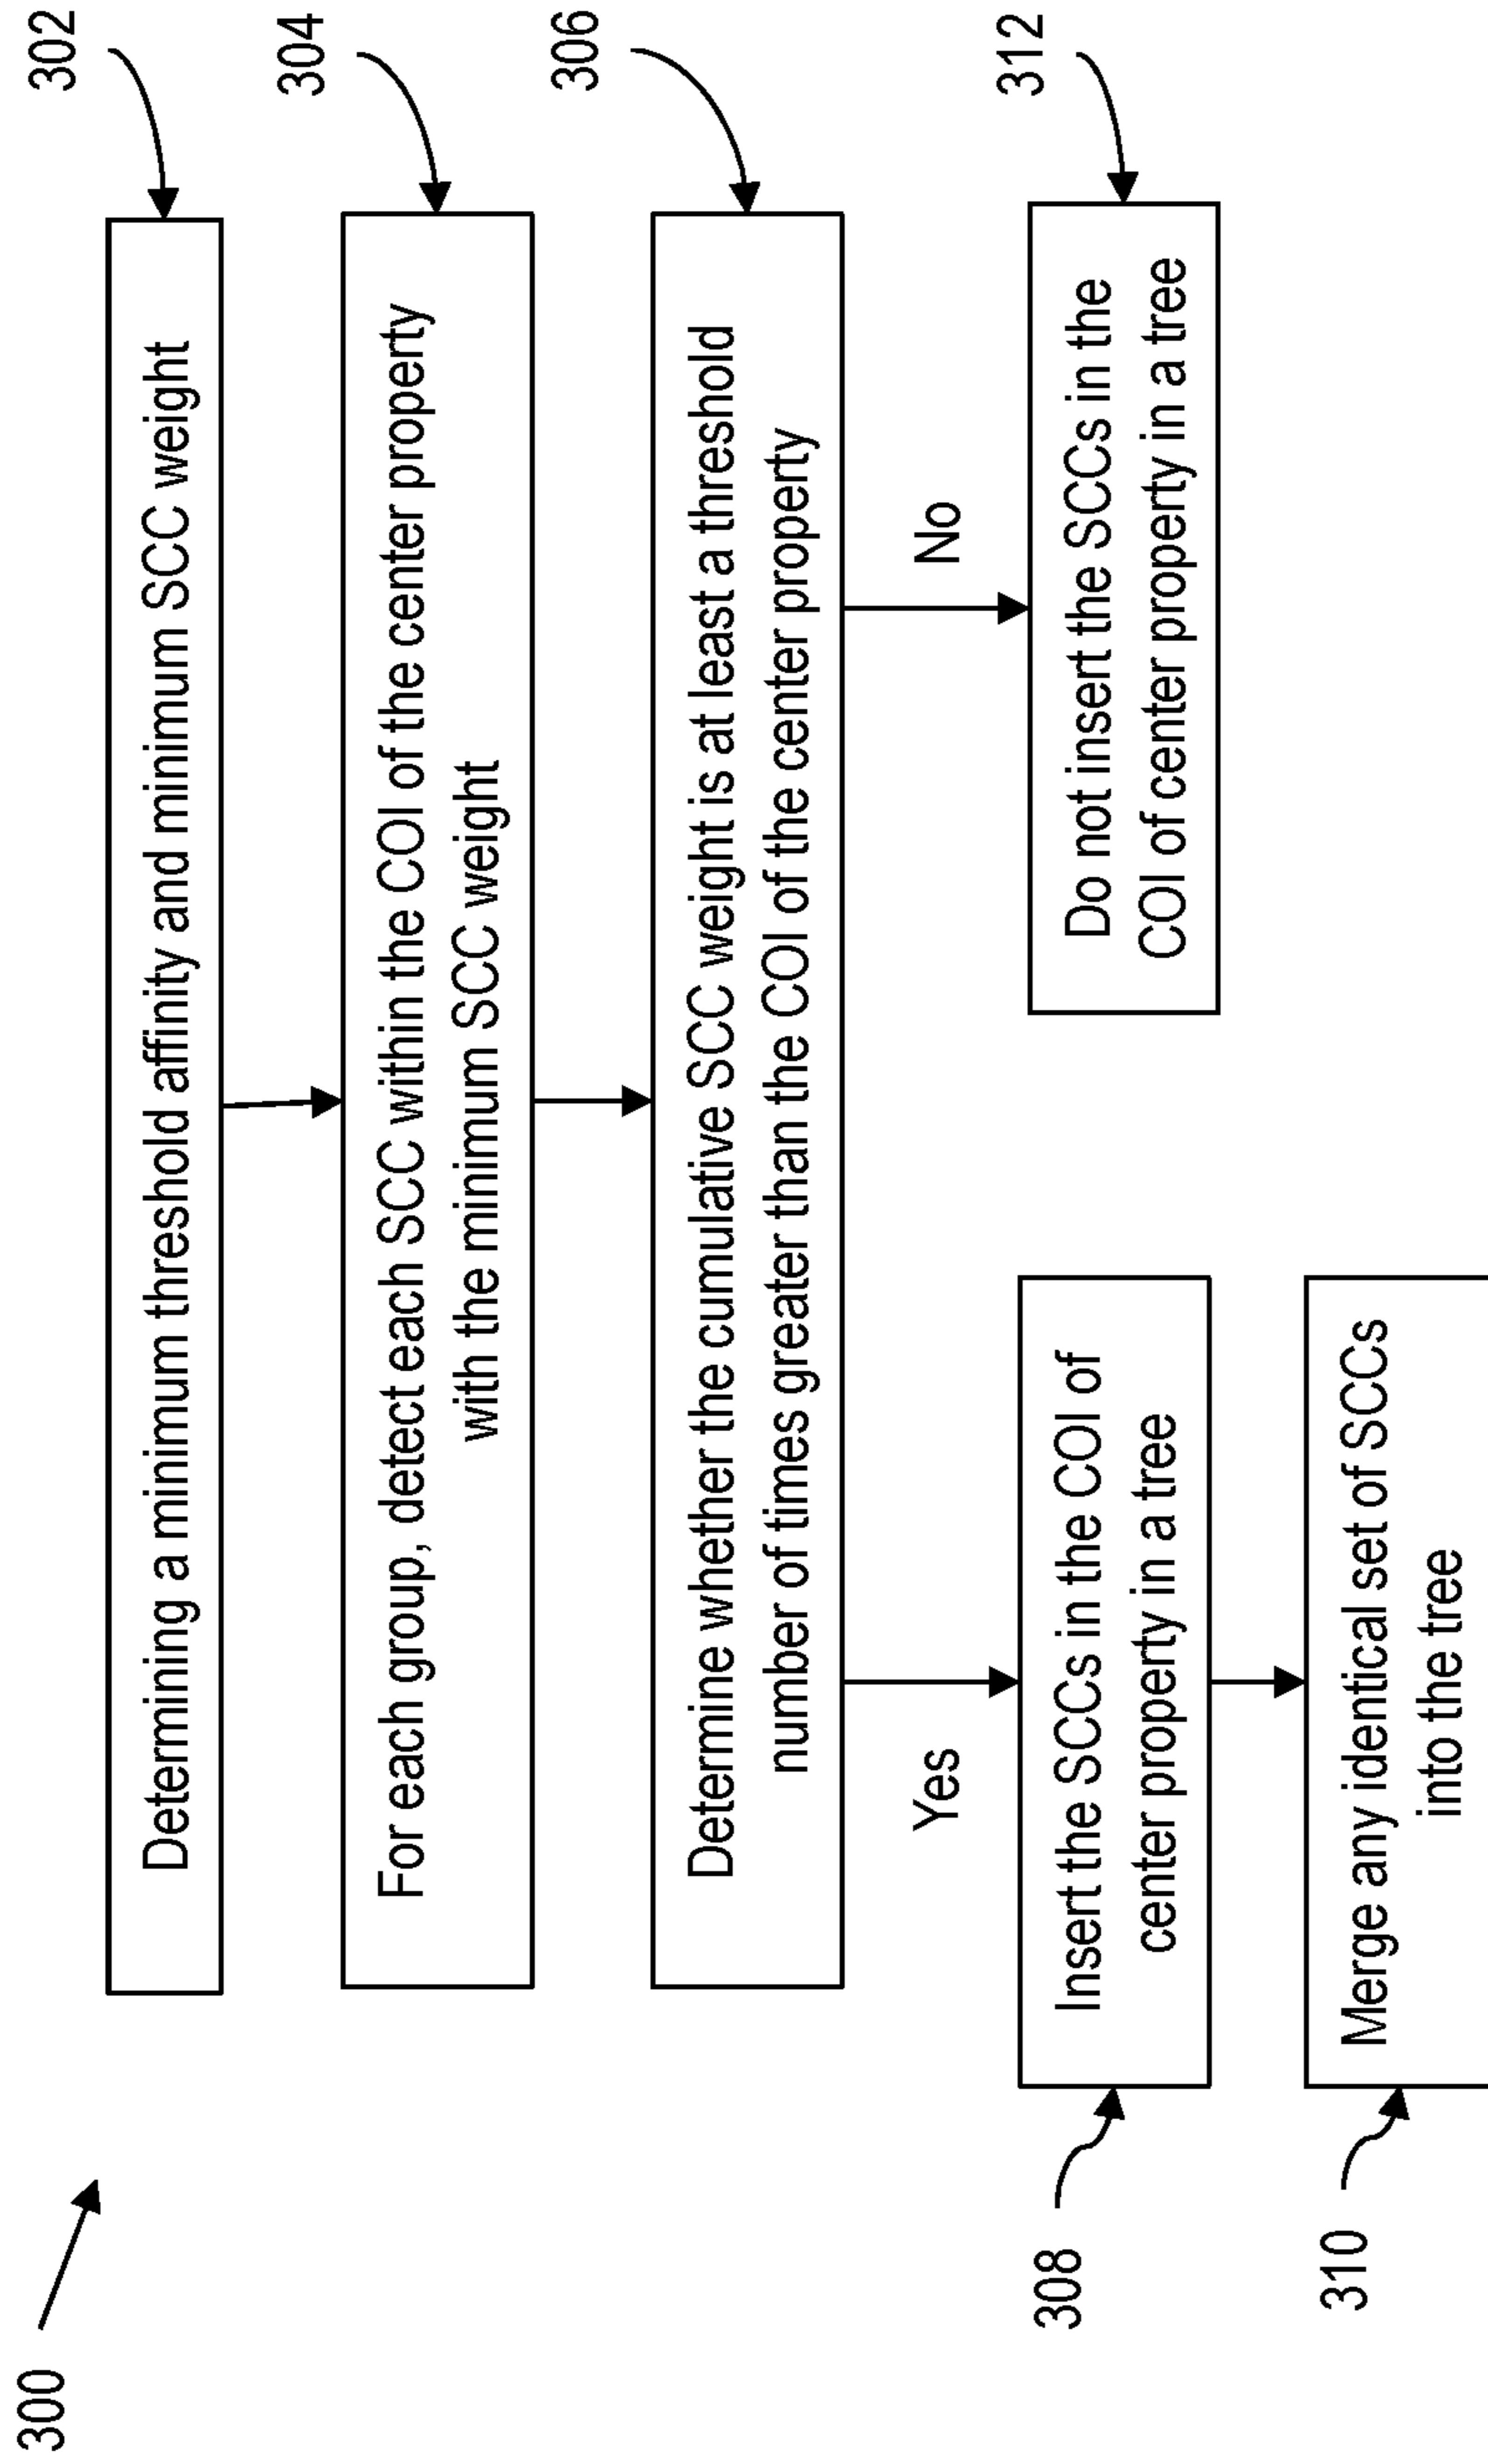 300
302
Determining a minimum threshold affinity and minimum SCC weight
304
For each group, detect each SCC within the COI of the center property
with the minimum SCC weight
306
Determine whether the cumulative SCC weight is at least a threshold
number of times greater than the COI of the center property
Yes
No
308
Insert the SCCs in the COI of
center property in a tree
312
Do not insert the SCCs in the
COI of center property in a tree
310
Merge any identical set of SCCs
into the tree